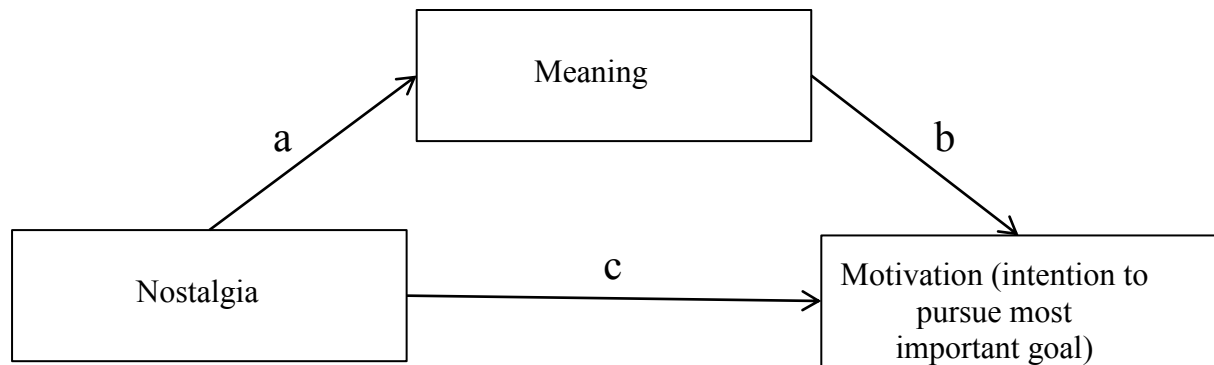 Meaning
a
b
Nostalgia
c
Motivation (intention to
pursue most
important goal)